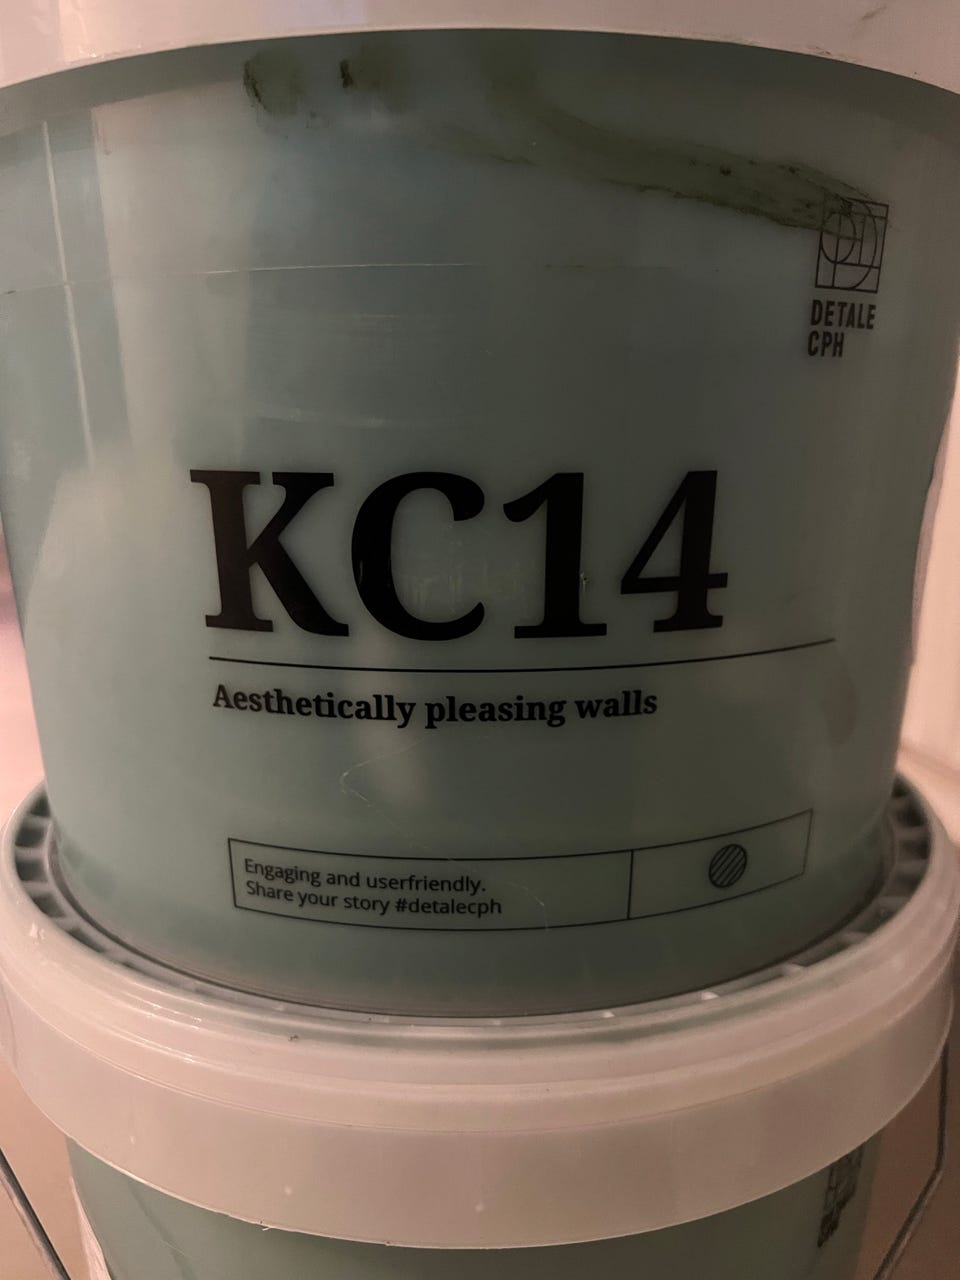 DETALE
CPH
KC14
Aesthetically pleasing walls
Engaging and userfriendly.
Share your story #detalecph